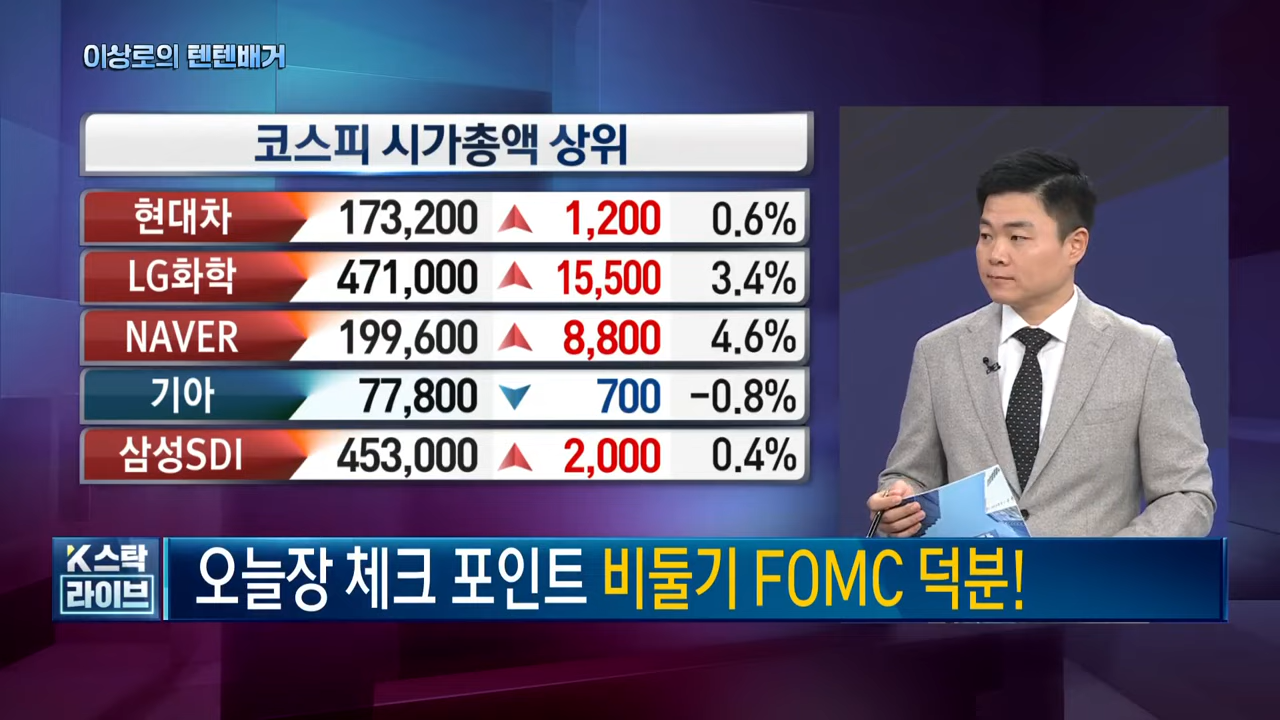 이상로의 텐텐배거
코스피 시가총액 상위
현대차 173,200 ▲ 1,200 0.6%
LG화학 471,000 ▲ 15,500 3.4%
NAVER 199,600 ▲ 8,800 4.6%
기아 77,800 ▼ 700 -0.8%
삼성SDI 453,000 ▲ 2,000 0.4%
K스탁
라이브
오늘장 체크 포인트 비둘기 FOMC 덕분!